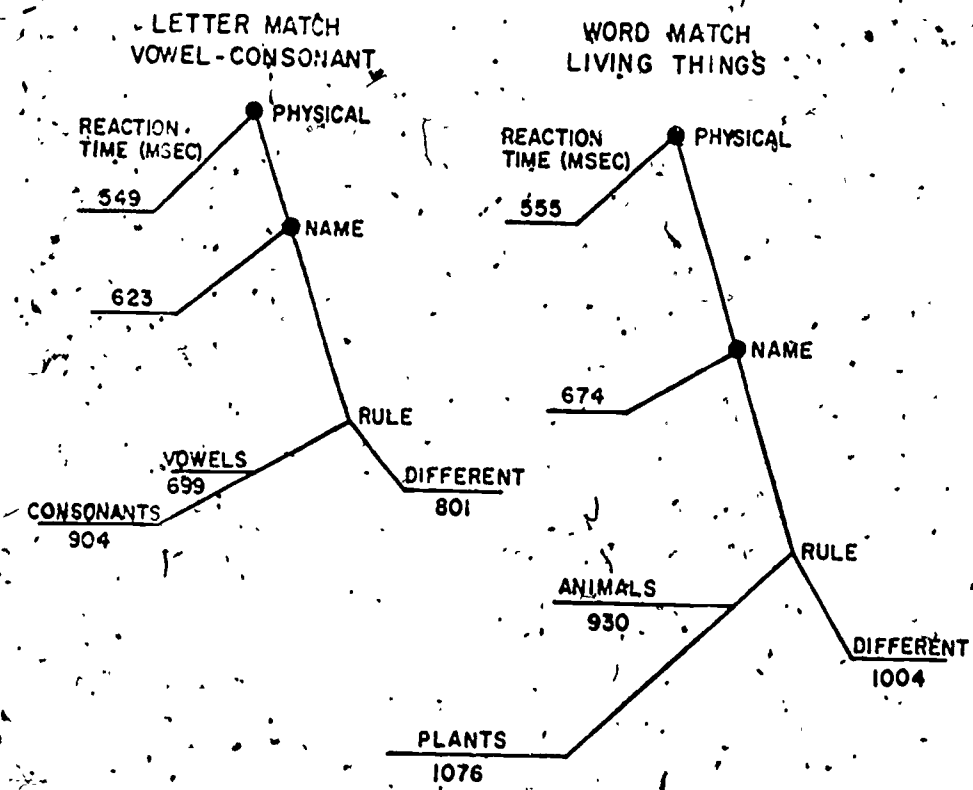 LETTER MATCH
VOWEL-CONSONANT
PHYSICAL
REACTION
TIME (MSEC)
549
NAME
623
RULE
VOWELS
699
CONSONANTS
904
DIFFERENT
801
WORD MATCH
LIVING THINGS
PHYSICAL
REACTION
TIME (MSEC)
555
NAME
674
RULE
ANIMALS
930
DIFFERENT
1004
PLANTS
1076